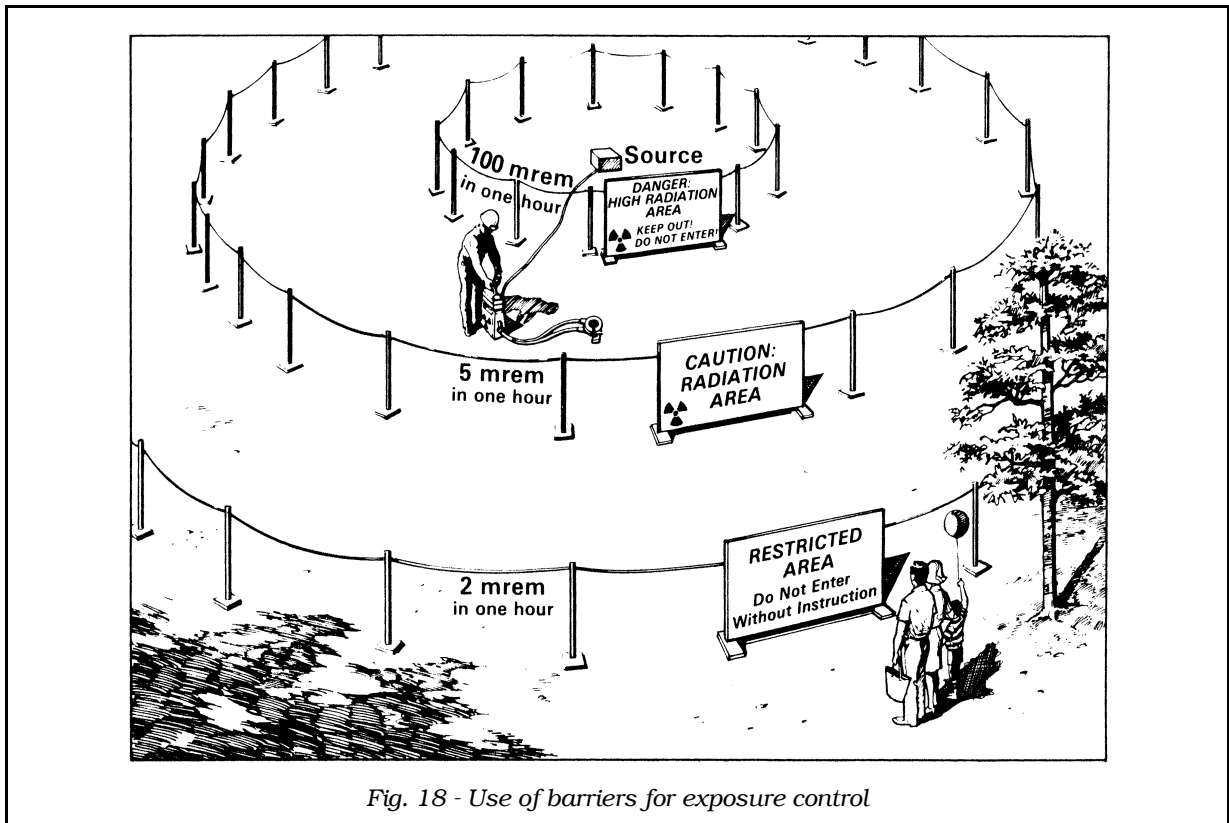 100 mrem
in one hour
Source
DANGER:
HIGH RADIATION
AREA
KEEP OUT!
DO NOT ENTER!
5 mrem
in one hour
CAUTION:
RADIATION
AREA
2 mrem
in one hour
RESTRICTED
AREA
Do Not Enter
Without Instruction
Fig. 18 - Use of barriers for exposure control